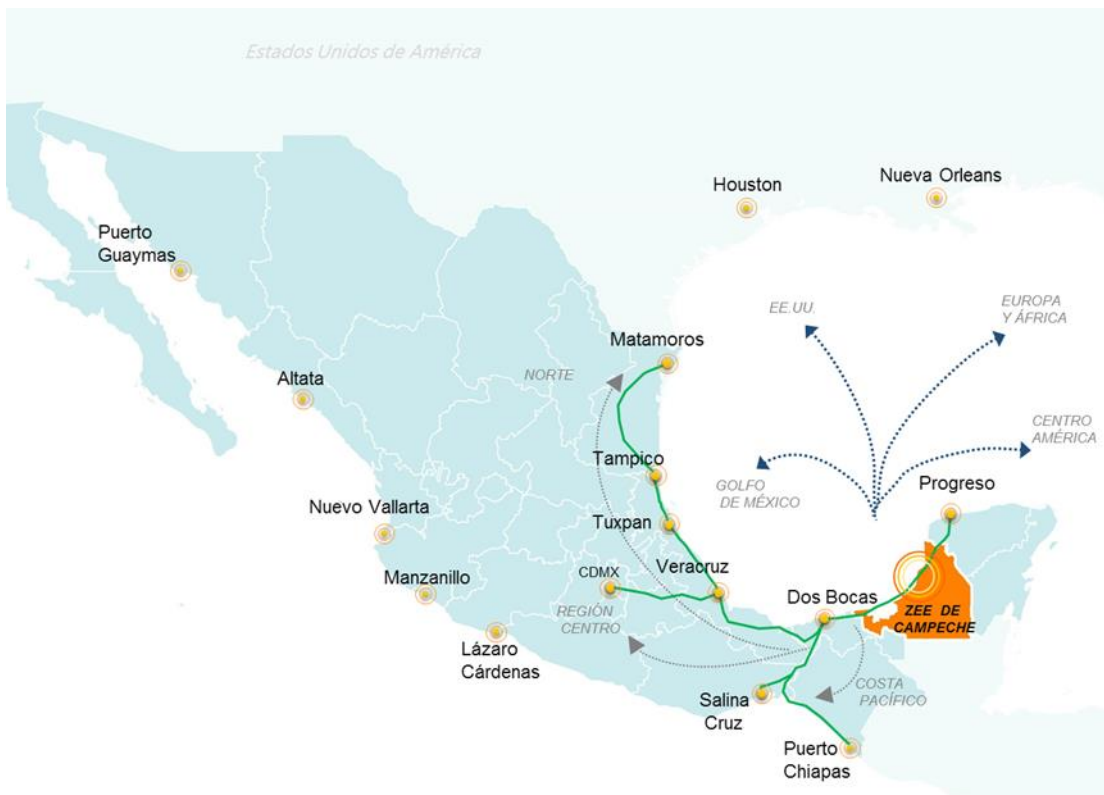 Estados Unidos de América
Nueva Orleans
Houston
Puerto
Guaymas
EE.UU.
EUROPA
Y ÁFRICA
Matamoros
NORTE
Altata
CENTRO
AMÉRICA
Tampico
GOLFO
DE MÉXICO
Progreso
Nuevo Vallarta
Tuxpan
Manzanillo
CDMX
Veracruz
Dos Bocas
REGIÓN
CENTRO
ZEE DE
CAMPECHE
Lázaro
Cárdenas
COSTA
PACÍFICO
Salina
Cruz
Puerto
Chiapas